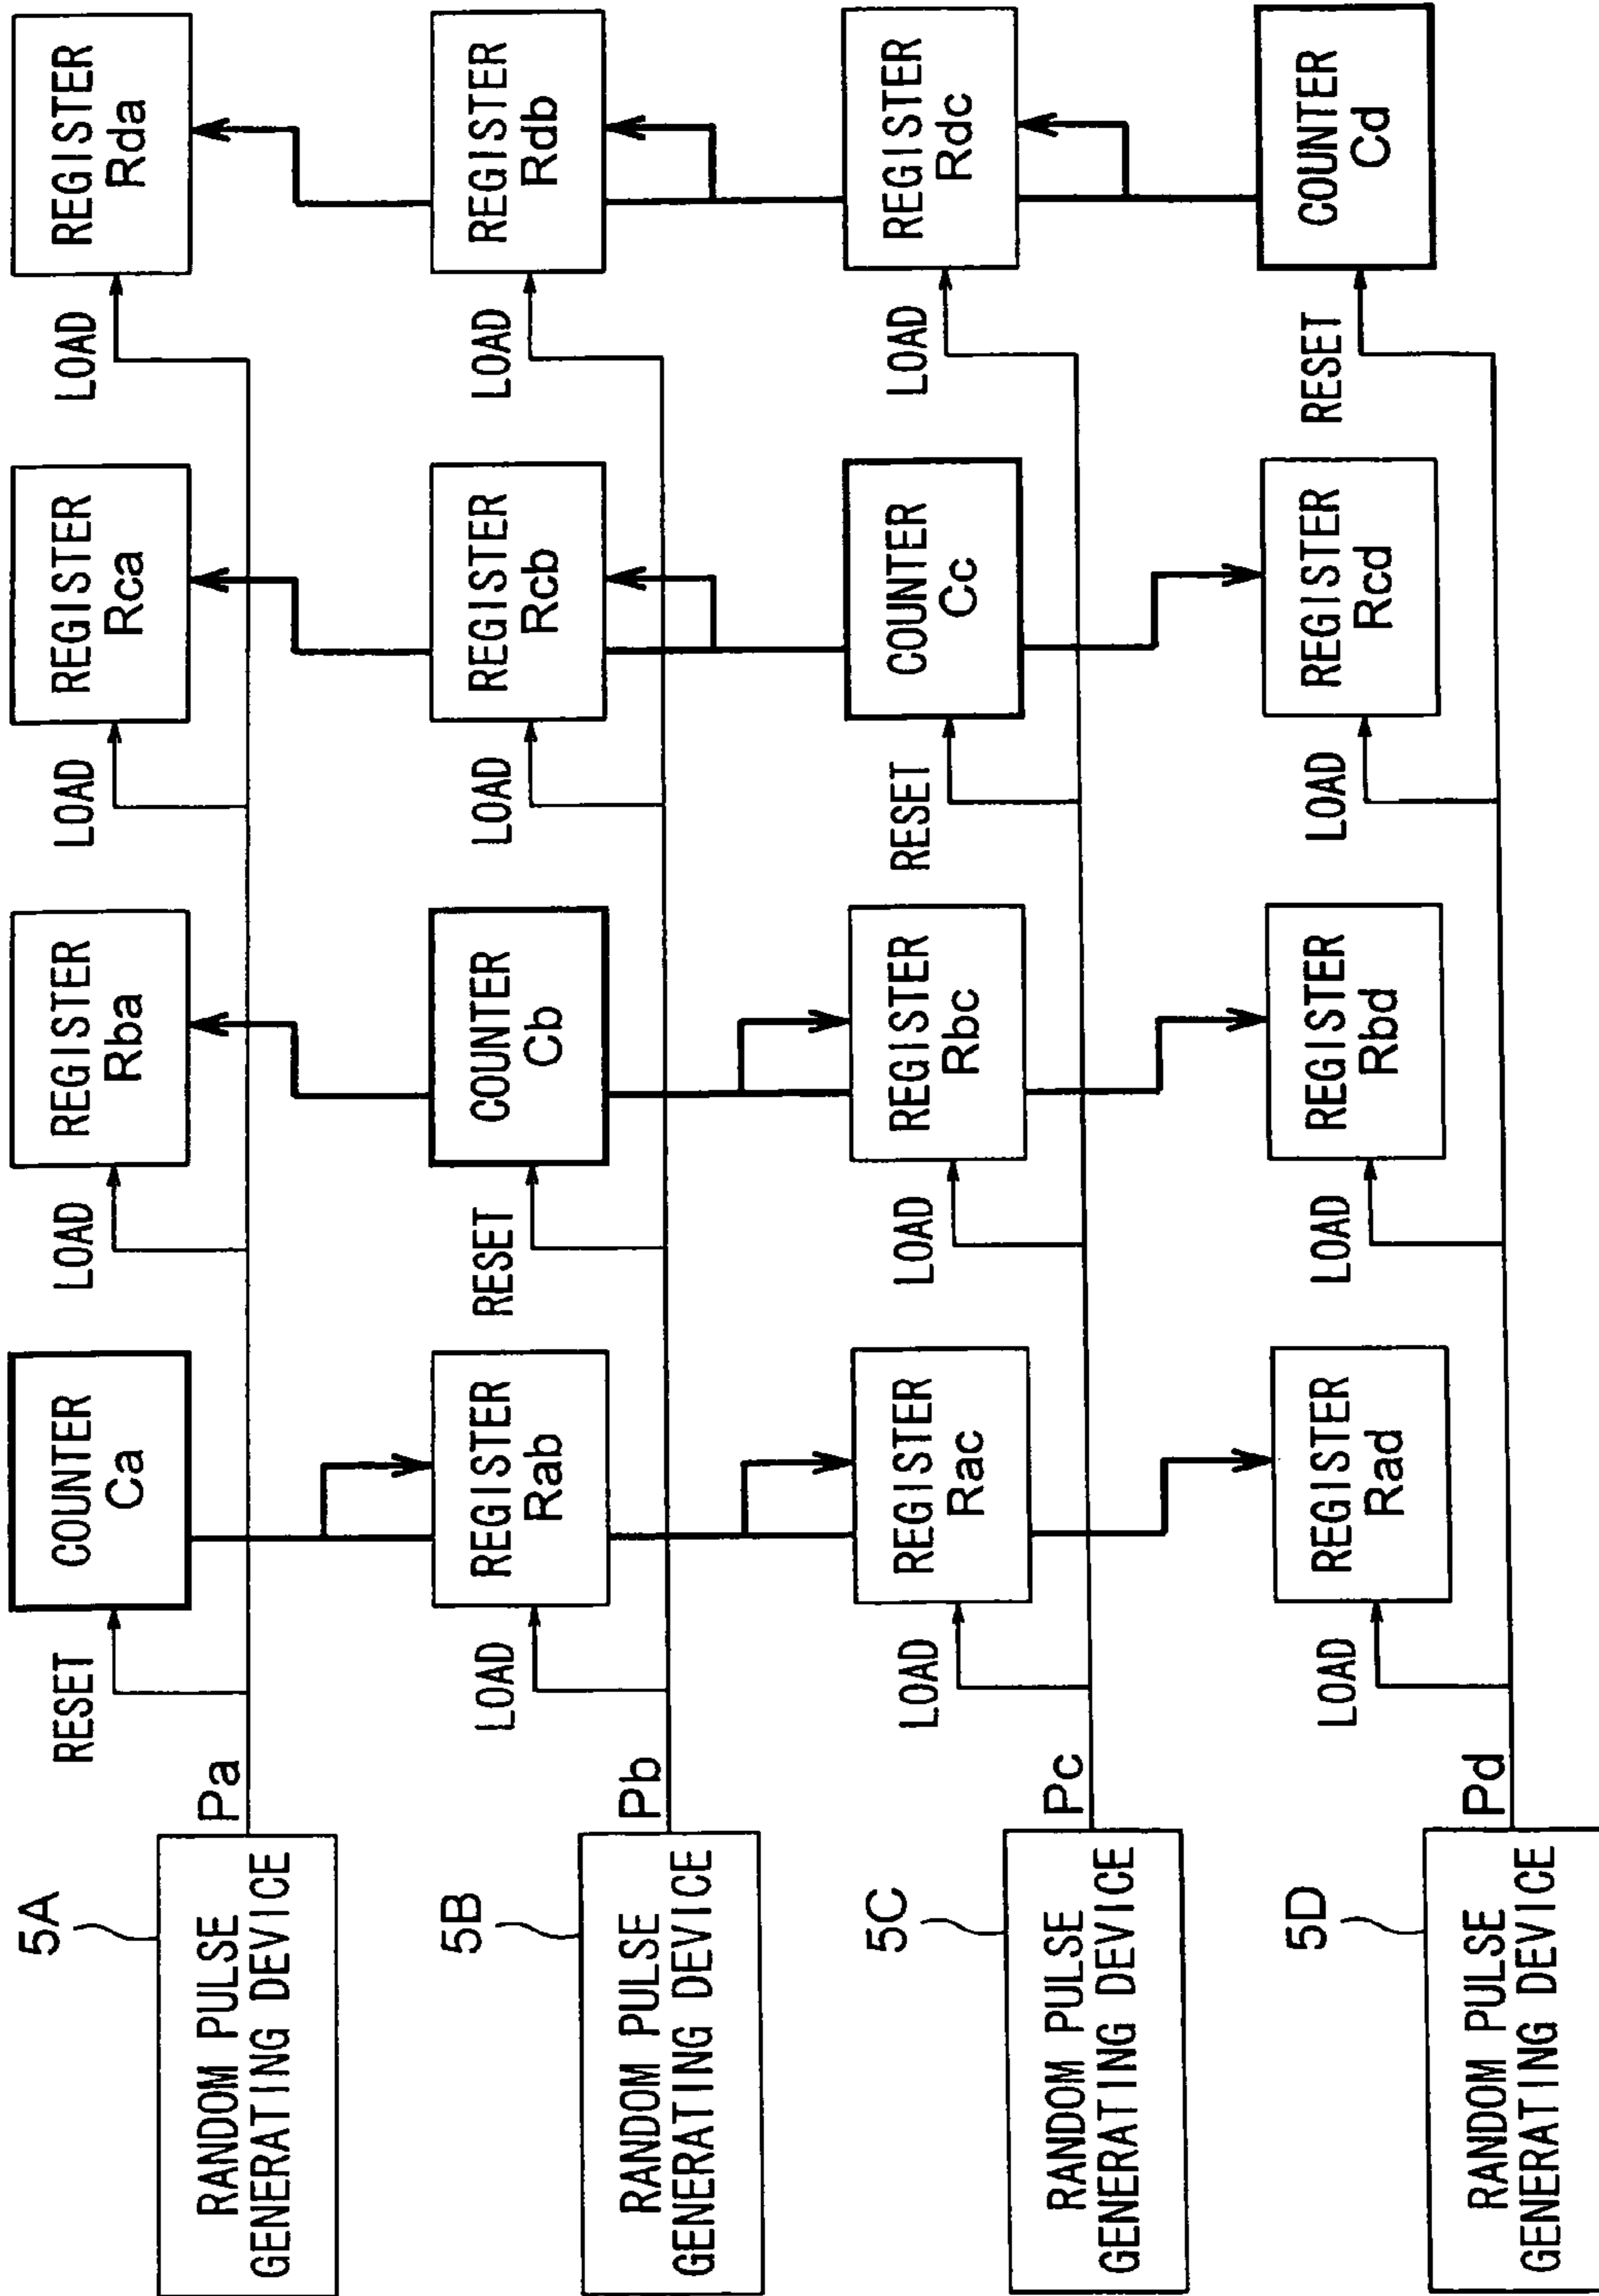 5A
RANDOM PULSE
GENERATING DEVICE
Pa
RESET
COUNTER
Ca
LOAD
REGISTER
Rba
LOAD
REGISTER
Rca
LOAD
REGISTER
Rda
5B
RANDOM PULSE
GENERATING DEVICE
Pb
LOAD
REGISTER
Rab
RESET
COUNTER
Cb
LOAD
REGISTER
Rcb
LOAD
REGISTER
Rdb
5C
RANDOM PULSE
GENERATING DEVICE
Pc
LOAD
REGISTER
Rac
LOAD
REGISTER
Rbc
RESET
COUNTER
Cc
LOAD
REGISTER
Rdc
5D
RANDOM PULSE
GENERATING DEVICE
Pd
LOAD
REGISTER
Rad
LOAD
REGISTER
Rbd
LOAD
REGISTER
Rcd
RESET
COUNTER
Cd